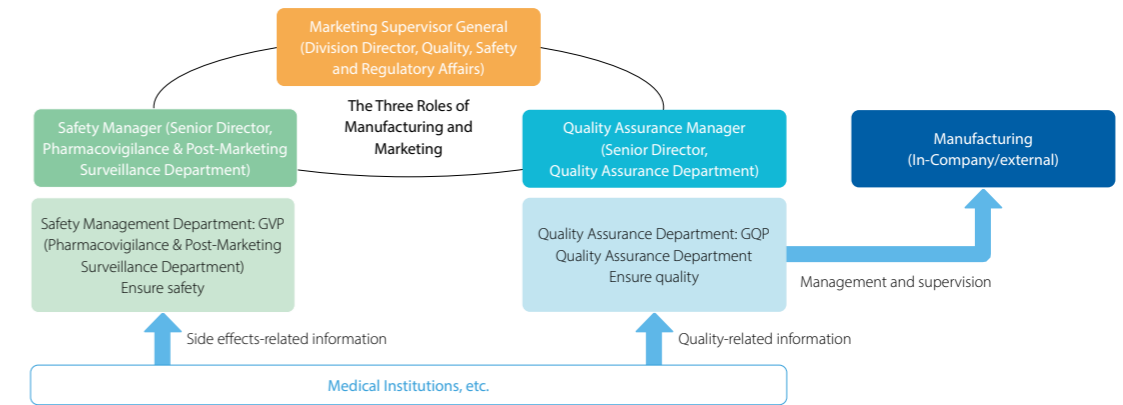 Marketing Supervisor General
(Division Director, Quality, Safety
and Regulatory Affairs)
The Three Roles of
Manufacturing and
Marketing
Safety Manager (Senior Director,
Pharmacovigilance & Post-Marketing
Surveillance Department)
Quality Assurance Manager
(Senior Director,
Quality Assurance Department)
Manufacturing
(In-Company/external)
Safety Management Department: GVP
(Pharmacovigilance & Post-Marketing
Surveillance Department)
Ensure safety
Quality Assurance Department: GQP
Quality Assurance Department
Ensure quality
Management and supervision
Side effects-related information
Quality-related information
Medical Institutions, etc.